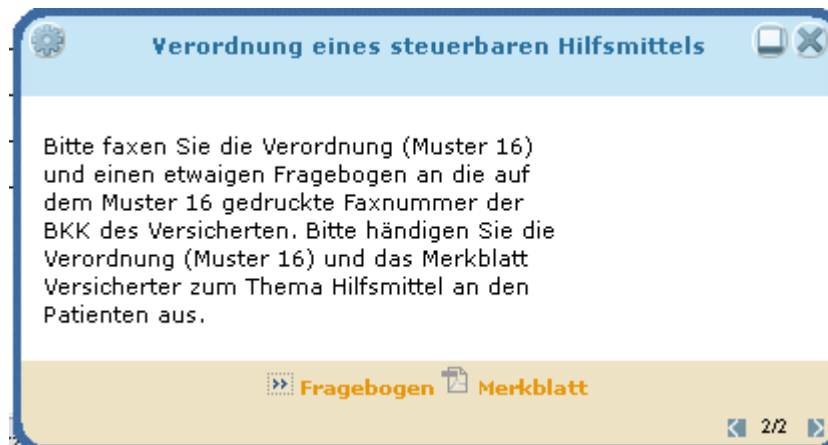 Verordnung eines steuerbaren Hilfsmittels
Bitte faxen Sie die Verordnung (Muster 16)
und einen etwaigen Fragebogen an die auf
dem Muster 16 gedruckte Faxnummer der
BKK des Versicherten. Bitte händigen Sie die
Verordnung (Muster 16) und das Merkblatt
Versicherter zum Thema Hilfsmittel an den
Patienten aus.
Fragebogen Merkblatt
2/2